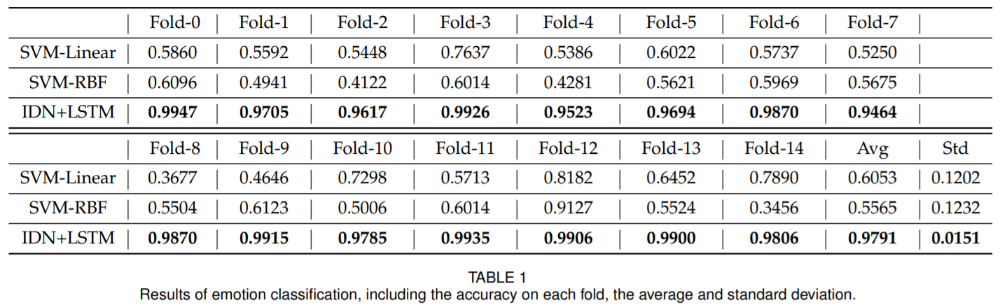 Fold-0 Fold-1 Fold-2 Fold-3 Fold-4 Fold-5 Fold-6 Fold-7
SVM-Linear 0.5860 0.5592 0.5448 0.7637 0.5386 0.6022 0.5737 0.5250
SVM-RBF 0.6096 0.4941 0.4122 0.6014 0.4281 0.5621 0.5969 0.5675
IDN+LSTM 0.9947 0.9705 0.9617 0.9926 0.9523 0.9694 0.9870 0.9464
Fold-8 Fold-9 Fold-10 Fold-11 Fold-12 Fold-13 Fold-14 Avg Std
SVM-Linear 0.3677 0.4646 0.7298 0.5713 0.8182 0.6452 0.7890 0.6053 0.1202
SVM-RBF 0.5504 0.6123 0.5006 0.6014 0.9127 0.5524 0.3456 0.5565 0.1232
IDN+LSTM 0.9870 0.9915 0.9785 0.9935 0.9906 0.9900 0.9806 0.9791 0.0151
TABLE 1
Results of emotion classification, including the accuracy on each fold, the average and standard deviation.